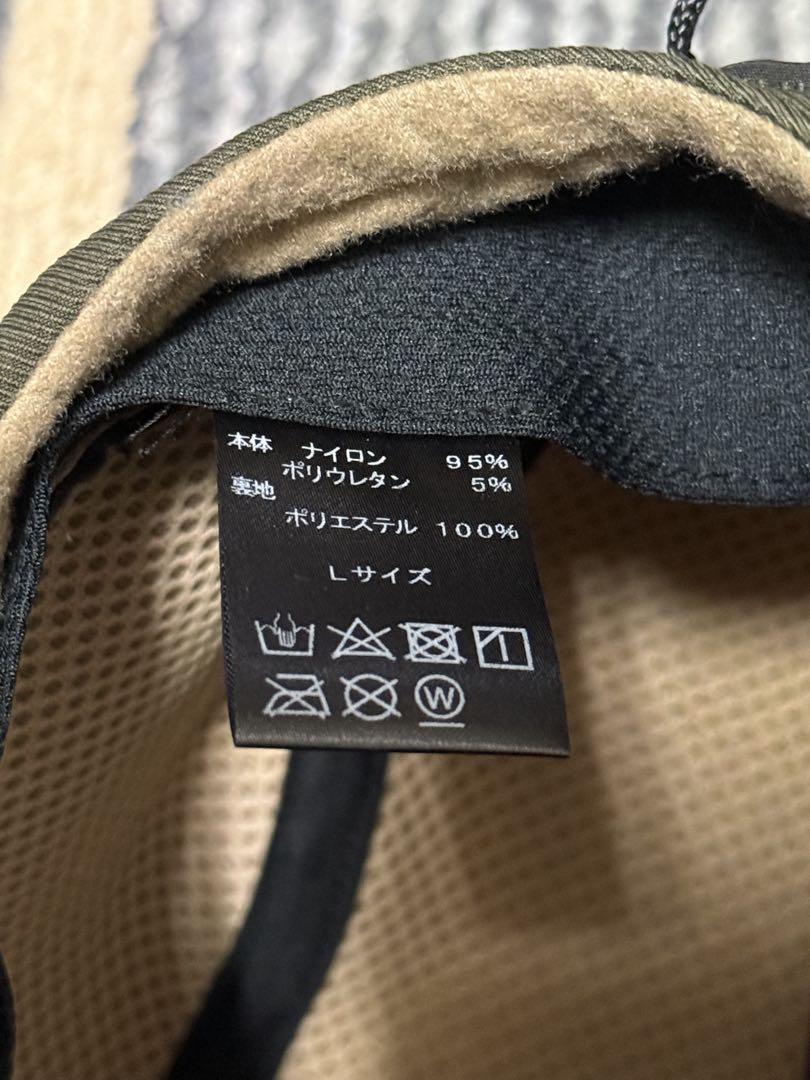 本体 ナイロン 95%
ポリウレタン 5%
裏地
ポリエステル 100%
Lサイズ
W